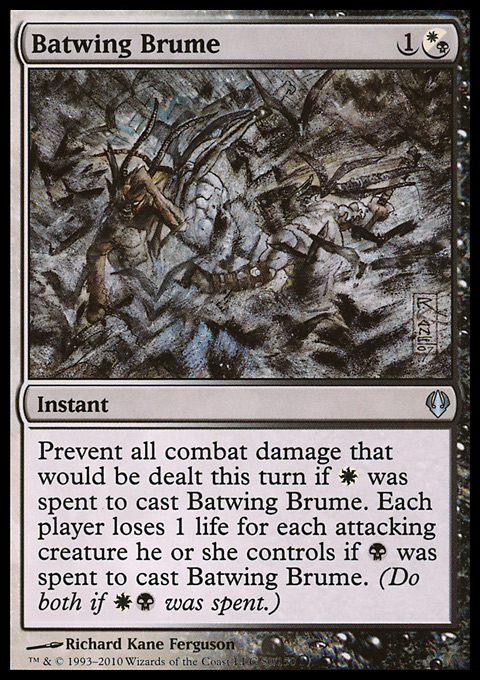 Batwing Brume 1
Instant
Prevent all combat damage that
would be dealt this turn if was
spent to cast Batwing Brume. Each
player loses 1 life for each attacking
creature he or she controls if was
spent to cast Batwing Brume. (Do
both if was spent.)
Richard Kane Ferguson
™ & © 1993–2010 Wizards of the Coast LLC